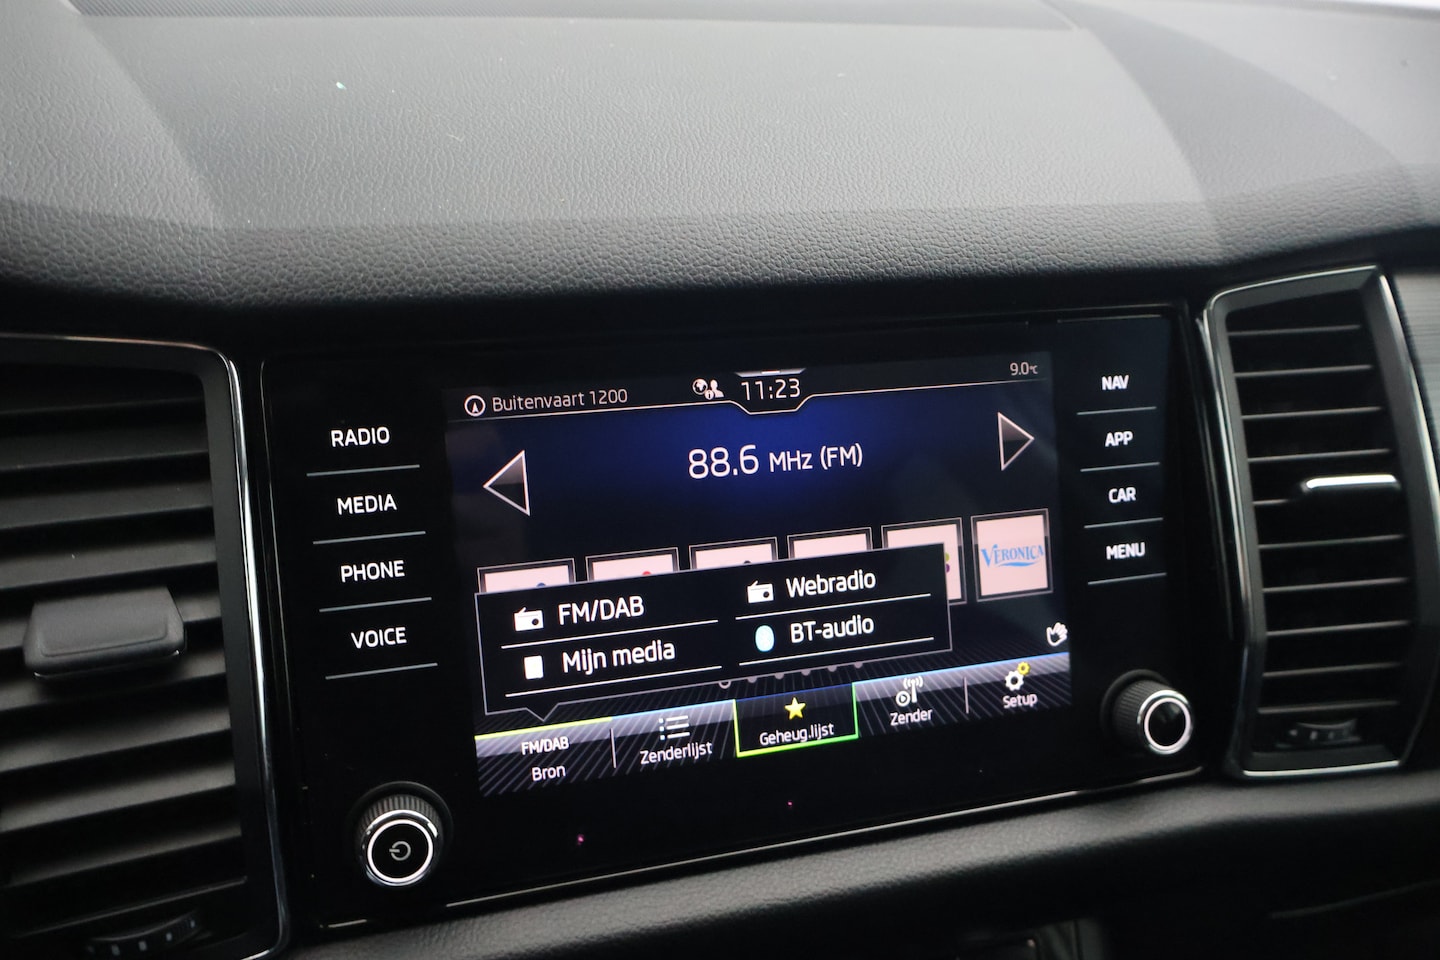 Buitenvaart 1200
11:23
9.0°C
88.6 MHz (FM)
RADIO
MEDIA
PHONE
VOICE
NAV
APP
CAR
MENU
VERONICA
FM/DAB
Webradio
Mijn media
BT-audio
FM/DAB
Bron
Zenderlijst
Geheug.lijst
Zender
Setup